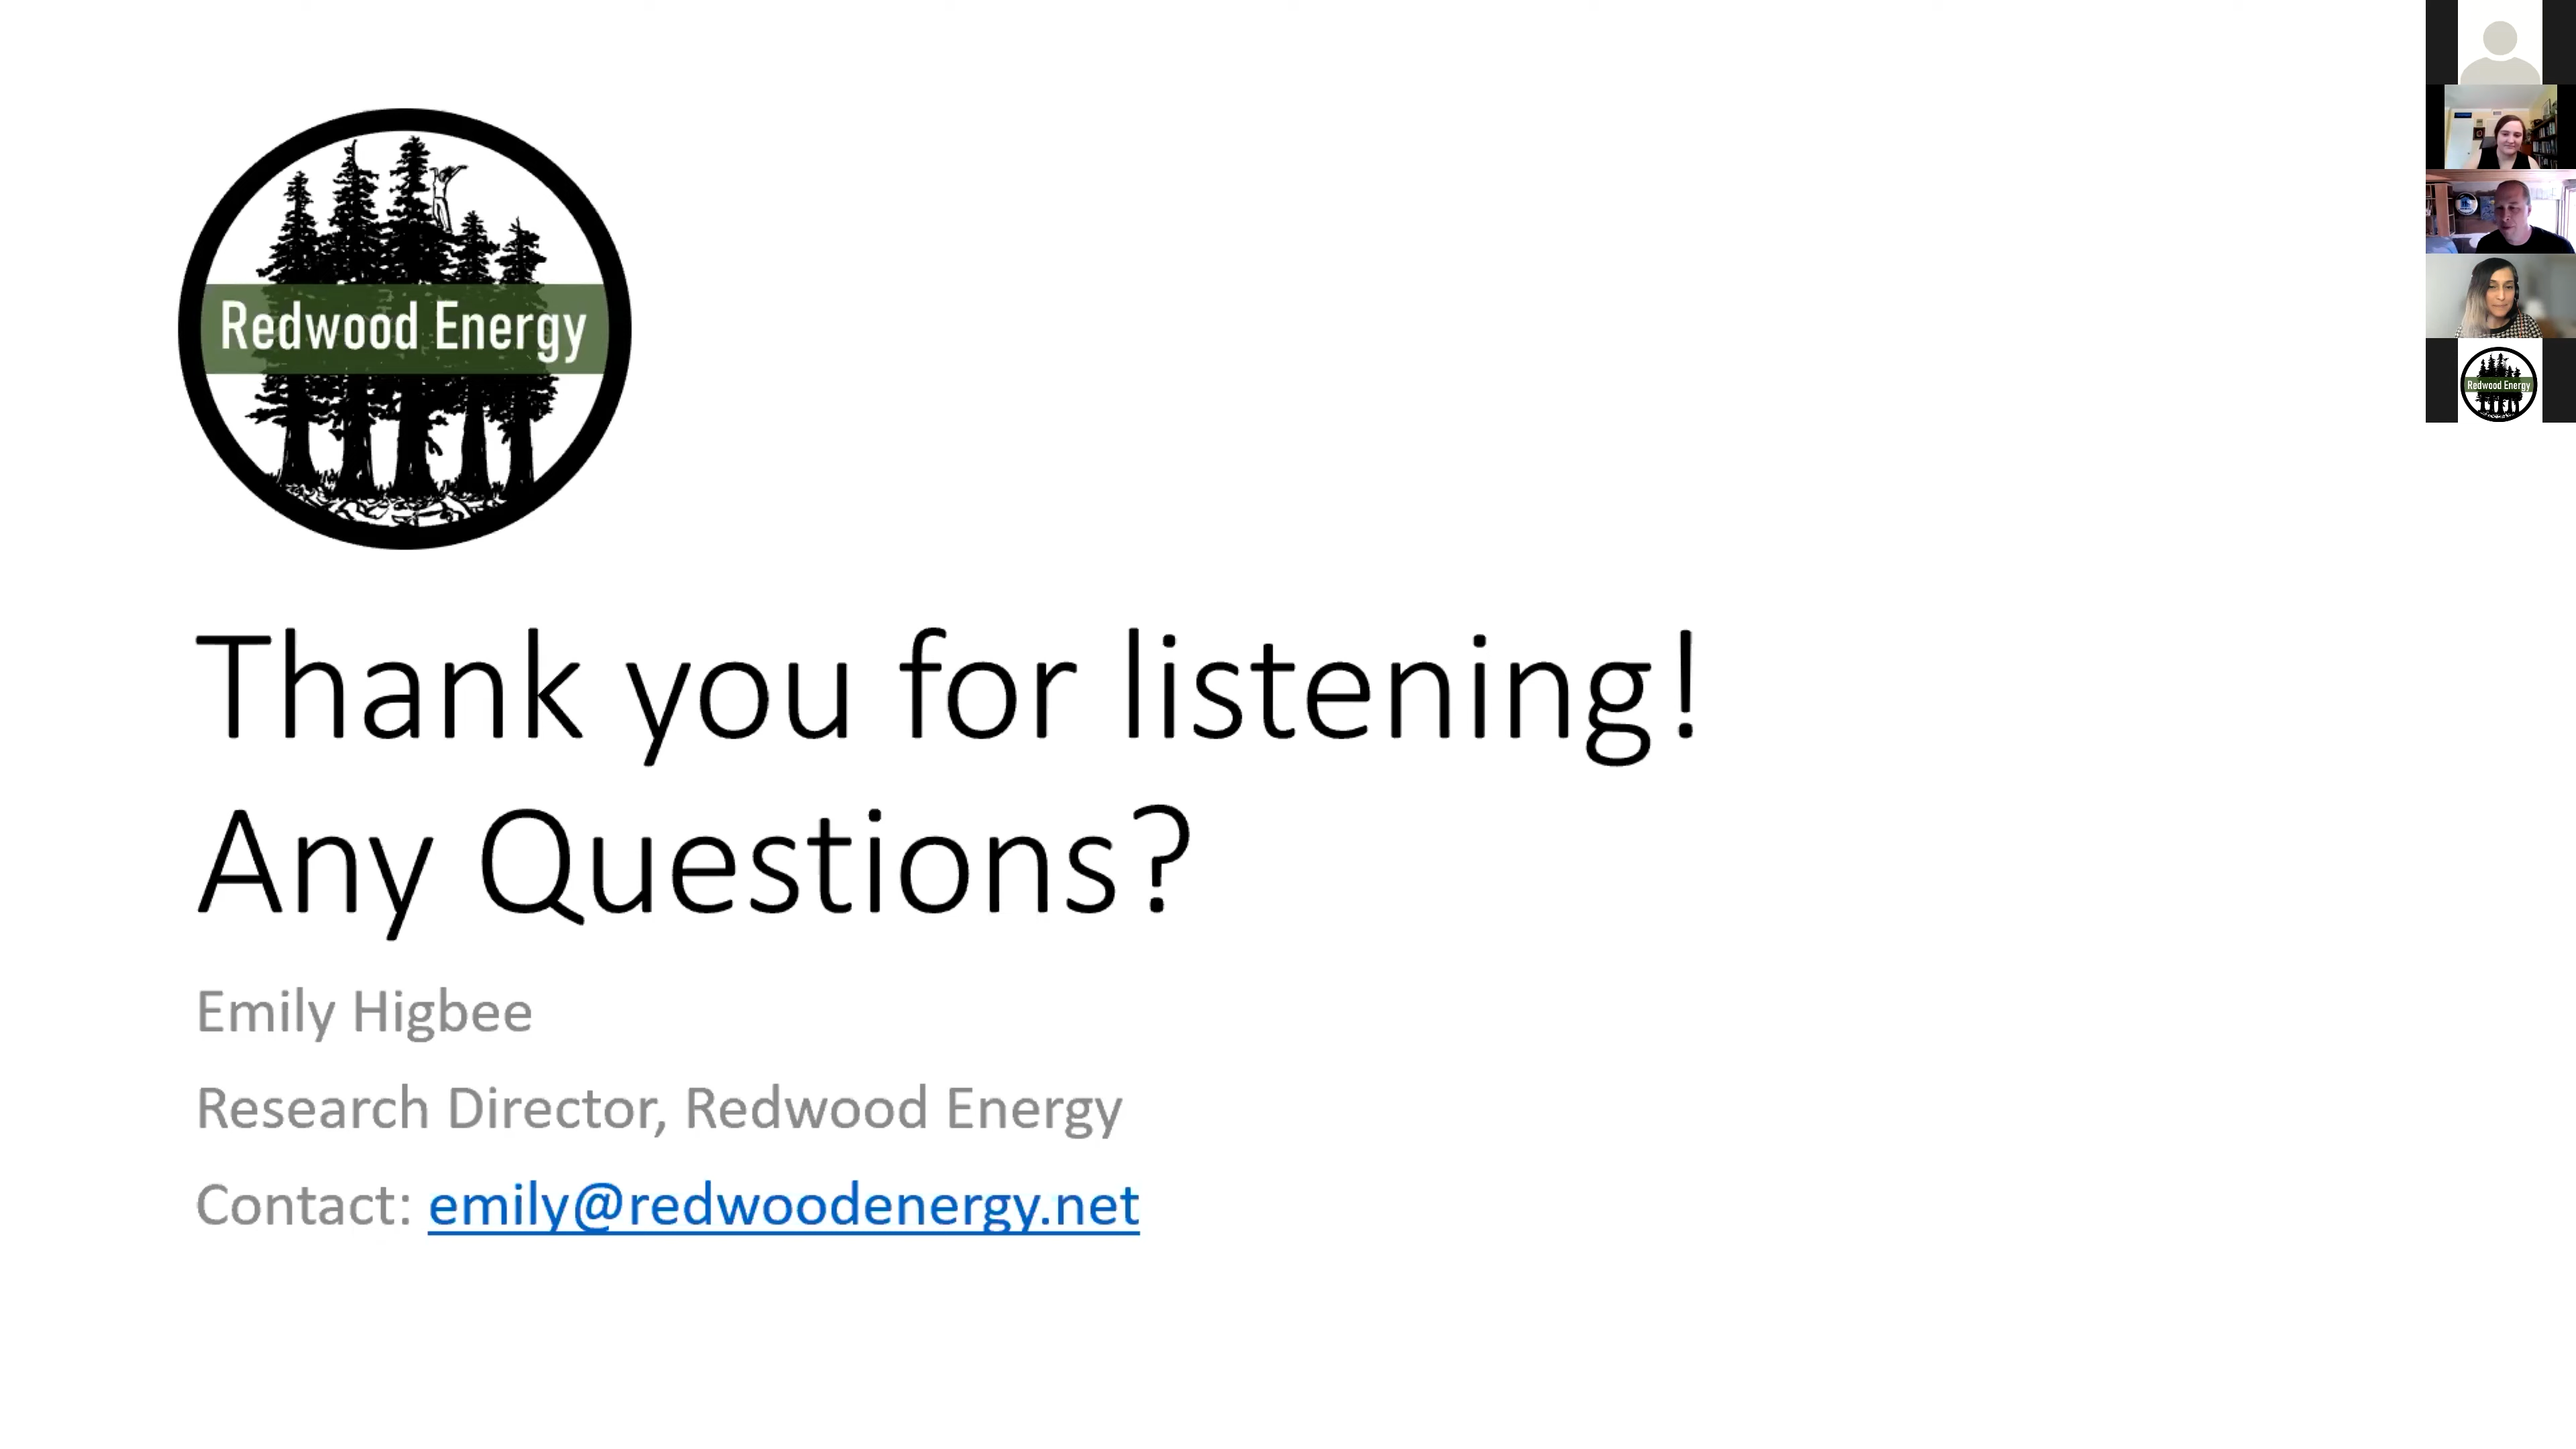 Redwood Energy
Thank you for listening!
Any Questions?
Emily Higbee
Research Director, Redwood Energy
Contact: emily@redwoodenergy.net
Redwood Energy